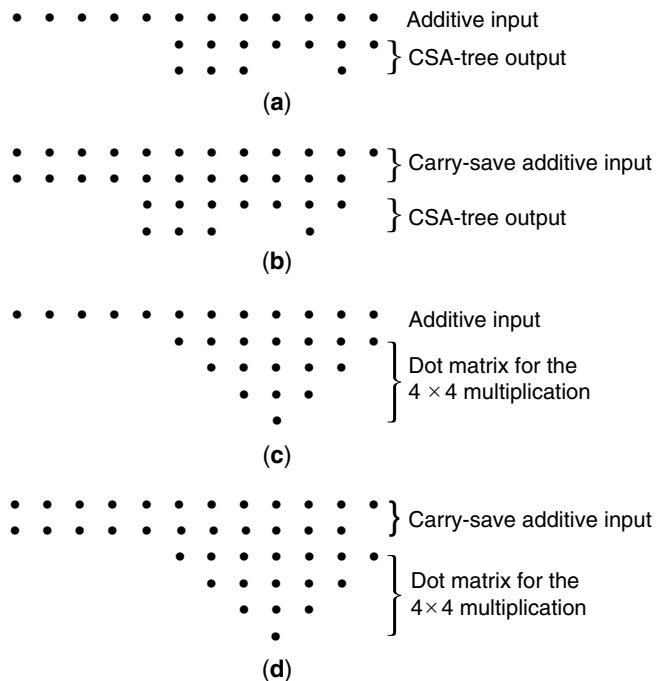 Additive input
CSA-tree output
(a)
Carry-save additive input
CSA-tree output
(b)
Additive input
Dot matrix for the
4 × 4 multiplication
(c)
Carry-save additive input
Dot matrix for the
4×4 multiplication
(d)